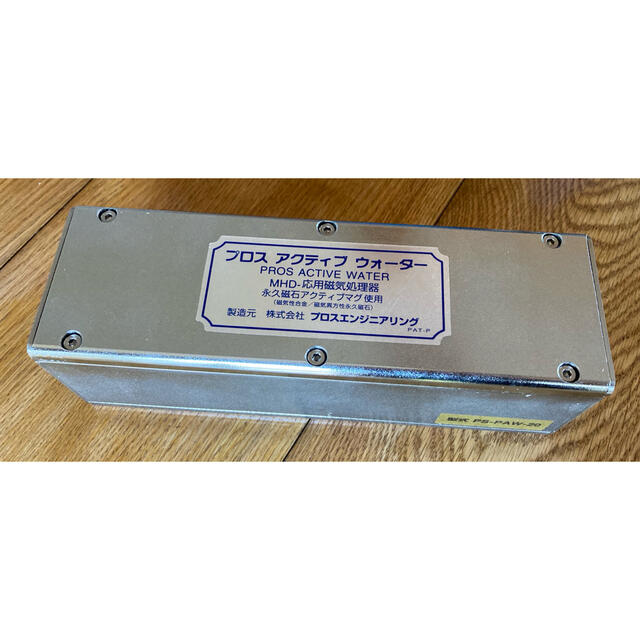 プロス アクティブ ウォーター
PROS ACTIVE WATER
MHD-応用磁気処理器
永久磁石アクティブマグ使用
(磁気性合金/磁気異方性永久磁石)
製造元 株式会社 プロスエンジニアリング
PAT-P
型式 PS-PAW-20